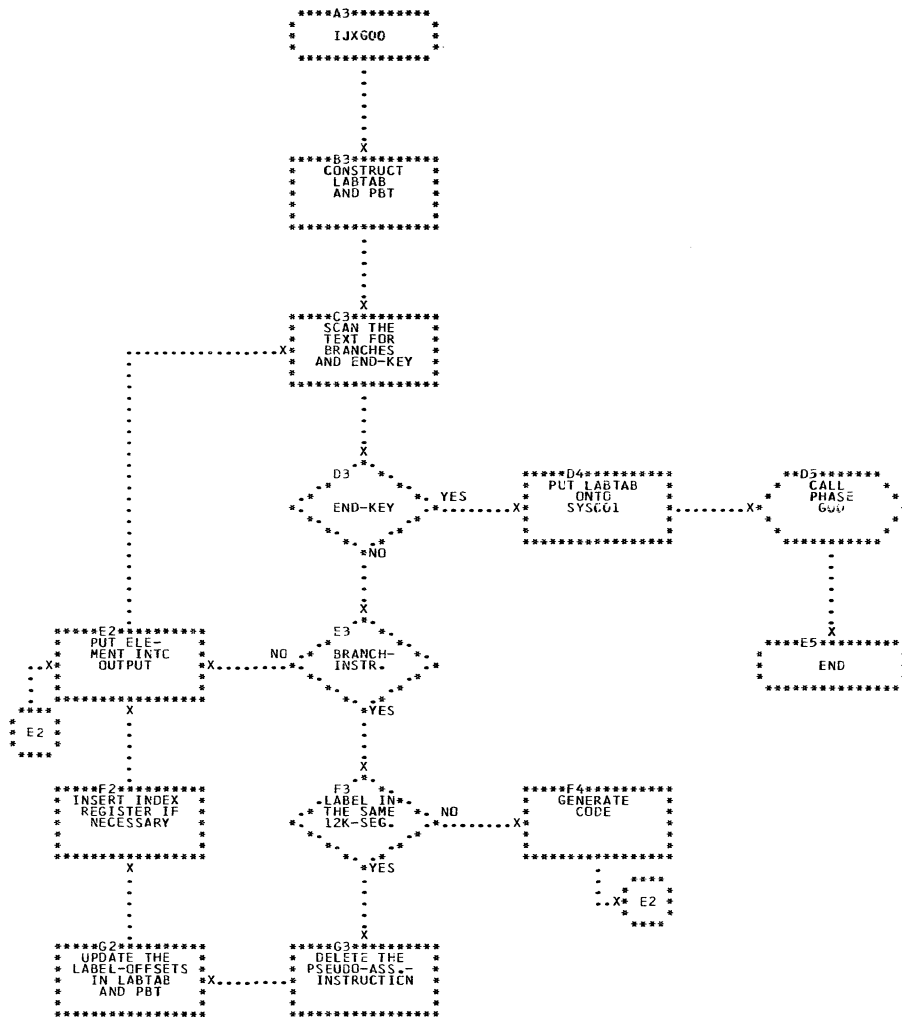 A3
IJXG00
B3
CONSTRUCT
LABTAB
AND PBT
C3
SCAN THE
TEXT FOR
BRANCHES
AND END-KEY
D3
END-KEY
YES
NO
D4
PUT LABTAB
ONTO
SYS001
D5
CALL
PHASE
G00
E2
PUT ELE-
MENT INTO
OUTPUT
NO
E3
BRANCH-
INSTR.
YES
E5
END
E2
F2
INSERT INDEX
REGISTER IF
NECESSARY
F3
LABEL IN
THE SAME
12K-SEG.
NO
YES
F4
GENERATE
CODE
E2
G2
UPDATE THE
LABEL-OFFSETS
IN LABTAB
AND PBT
G3
DELETE THE
PSEUDO-ASS.-
INSTRUCTION